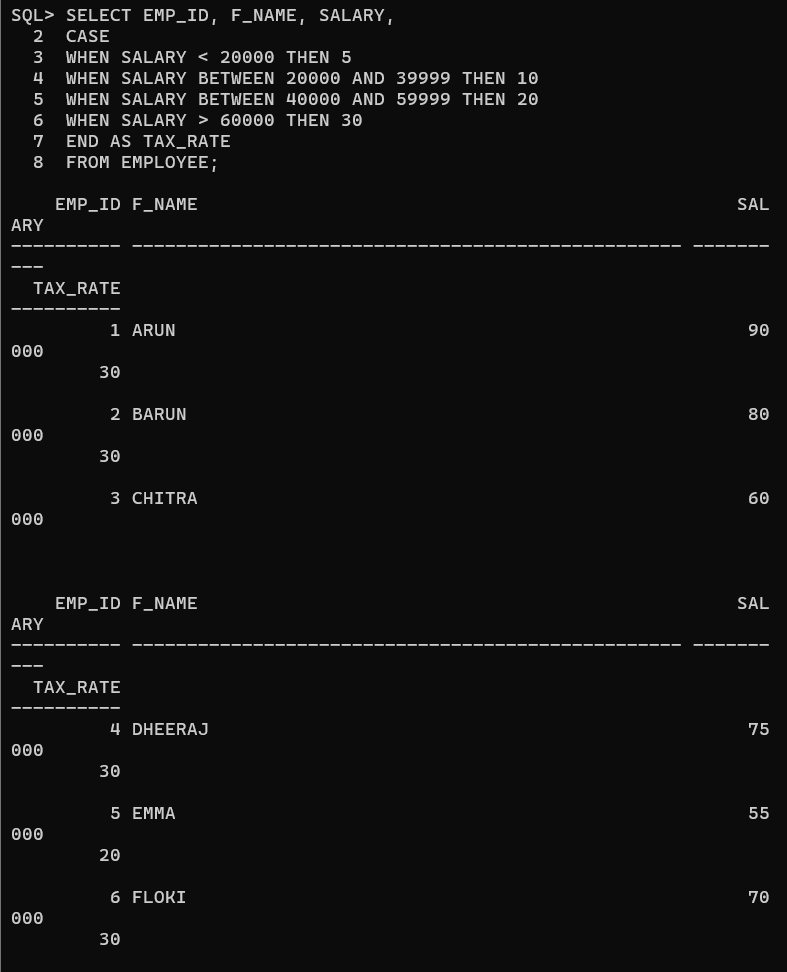 SQL> SELECT EMP_ID, F_NAME, SALARY,
  2  CASE
  3  WHEN SALARY < 20000 THEN 5
  4  WHEN SALARY BETWEEN 20000 AND 39999 THEN 10
  5  WHEN SALARY BETWEEN 40000 AND 59999 THEN 20
  6  WHEN SALARY > 60000 THEN 30
  7  END AS TAX_RATE
  8  FROM EMPLOYEE;

    EMP_ID F_NAME                                                 SAL
ARY
---------- -------------------------------------------------- -------
---
  TAX_RATE
----------
         1 ARUN                                                    90
000
        30

         2 BARUN                                                   80
000
        30

         3 CHITRA                                                  60
000

    EMP_ID F_NAME                                                 SAL
ARY
---------- -------------------------------------------------- -------
---
  TAX_RATE
----------
         4 DHEERAJ                                                 75
000
        30

         5 EMMA                                                    55
000
        20

         6 FLOKI                                                   70
000
        30